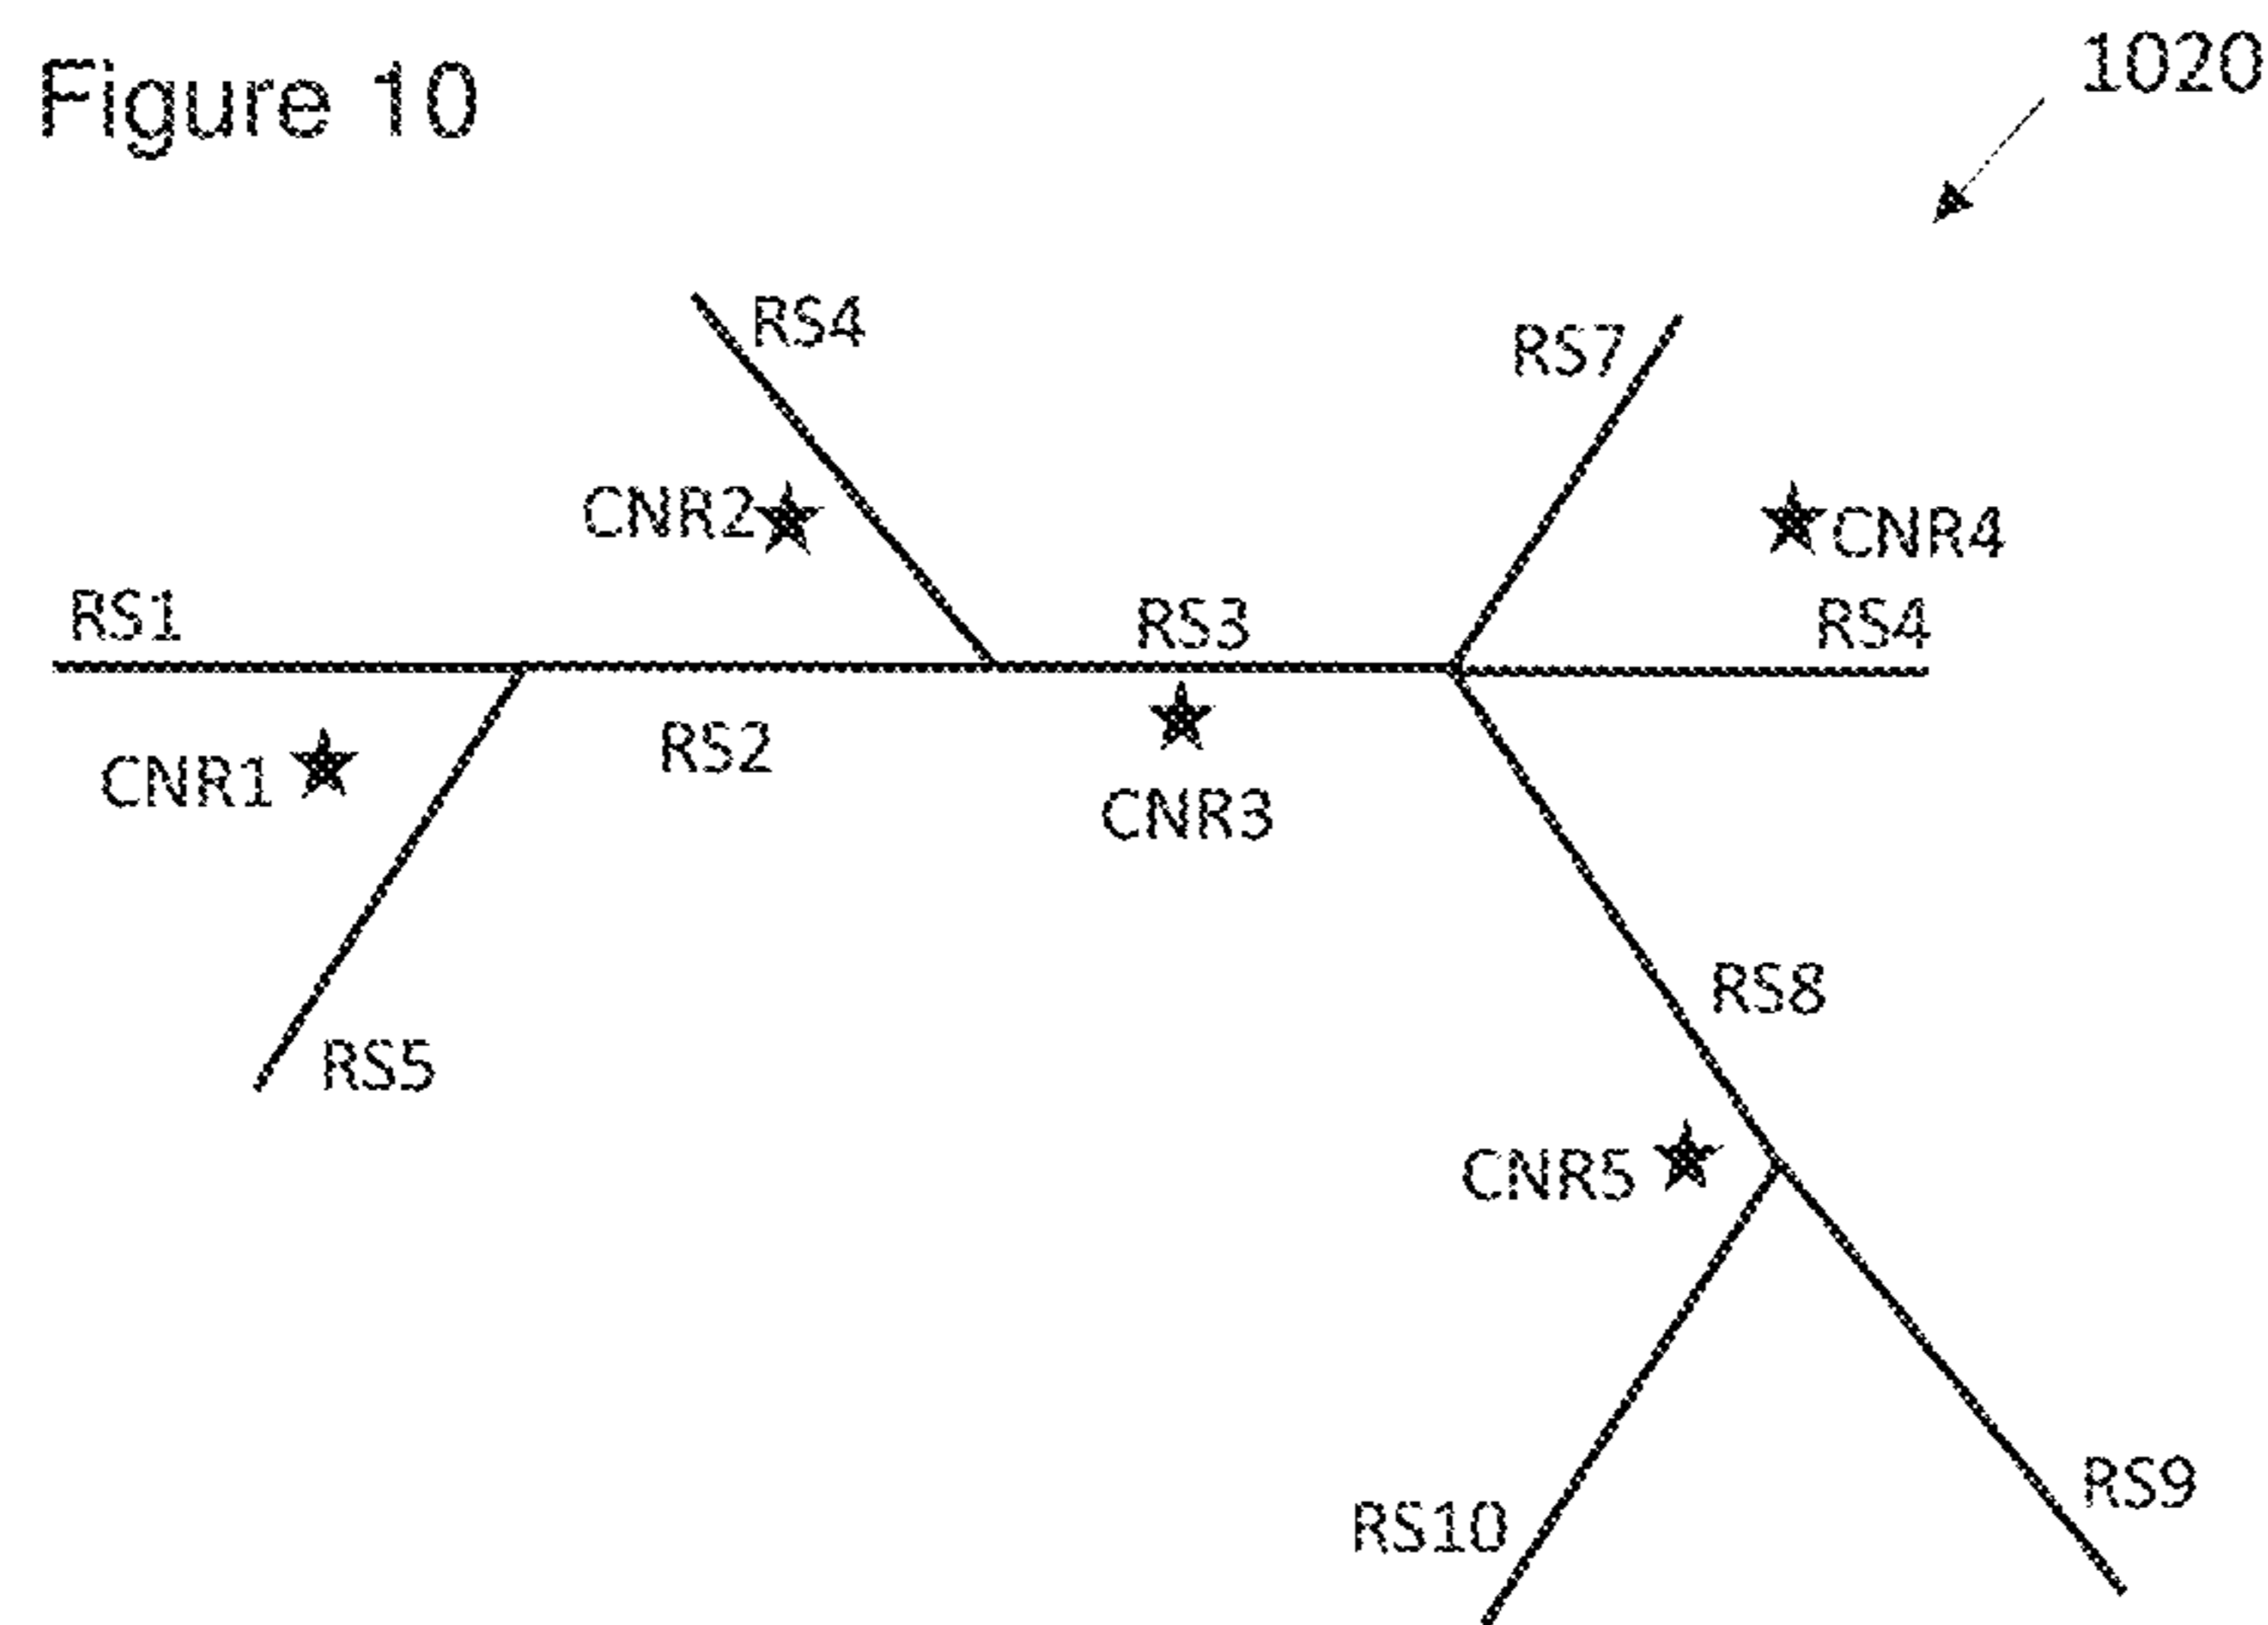 Figure 10
1020
RS4
RS7
CNR2
CNR4
RS1
RS3
RS4
RS2
CNR1
CNR3
RS8
RS5
CNR5
RS9
RS10